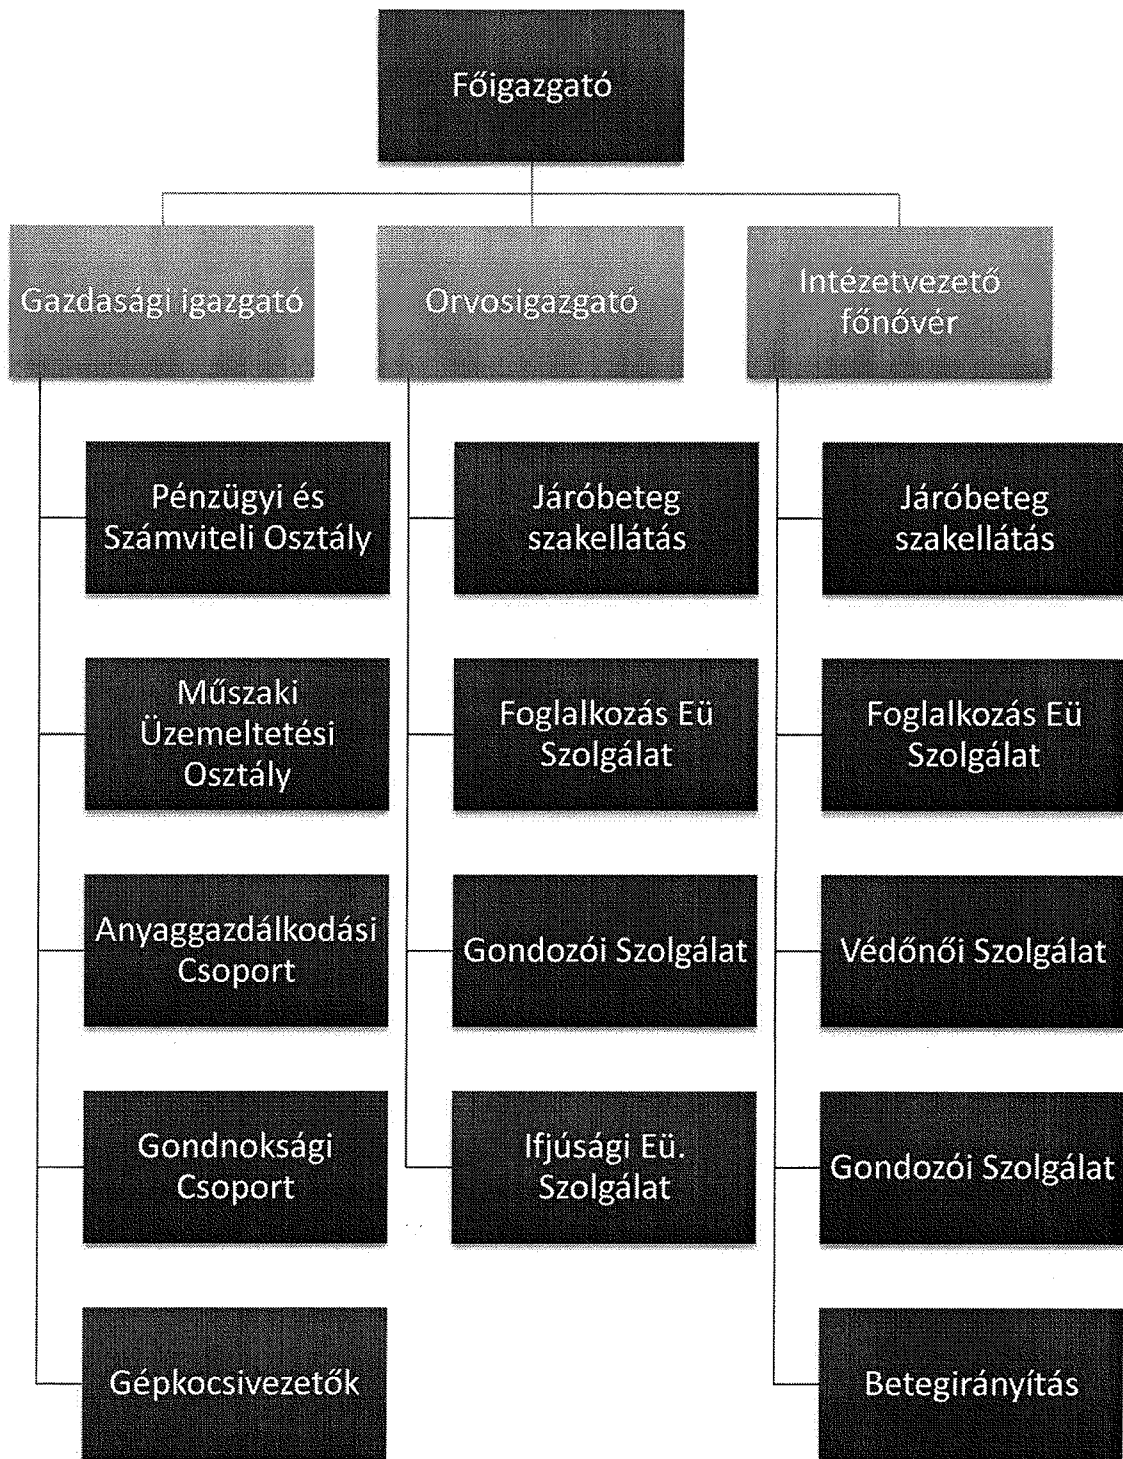 Főigazgató
Gazdasági igazgató
Orvosigazgató
Intézetvezető
főnővér
Pénzügyi és
Számviteli Osztály
Járóbeteg
szakellátás
Járóbeteg
szakellátás
Műszaki
Üzemeltetési
Osztály
Foglalkozás Eü
Szolgálat
Foglalkozás Eü
Szolgálat
Anyaggazdálkodási
Csoport
Gondozói Szolgálat
Védőnői Szolgálat
Gondnoksági
Csoport
Ifjúsági Eü.
Szolgálat
Gondozói Szolgálat
Gépkocsivezetők
Betegirányítás